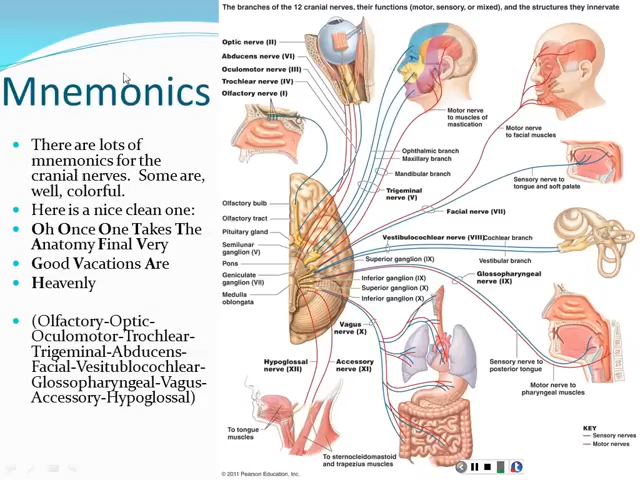 The branches of the 12 cranial nerves, their functions (motor, sensory, or mixed), and the structures they innervate
Mnemonics
There are lots of
mnemonics for the
cranial nerves. Some are,
well, colorful.
Here is a nice clean one:
Oh Once One Takes The
Anatomy Final Very
Good Vacations Are
Heavenly
(Olfactory-Optic-
Oculomotor-Trochlear-
Trigeminal-Abducens-
Facial-Vesitublocochlear-
Glossopharyngeal-Vagus-
Accessory-Hypoglossal)
Optic nerve (II)
Abducens nerve (VI)
Oculomotor nerve (III)
Trochlear nerve (IV)
Olfactory nerve (I)
Motor nerve
to muscles of
mastication
Motor nerve
to facial muscles
Ophthalmic branch
Maxillary branch
Mandibular branch
Trigeminal
nerve (V)
Sensory nerve to
tongue and soft palate
Facial nerve (VII)
Olfactory bulb
Olfactory tract
Pituitary gland
Semilunar
ganglion (V)
Pons
Geniculate
ganglion (VII)
Medulla
oblongata
Vestibulocochlear nerve (VIII)
Cochlear branch
Vestibular branch
Superior ganglion (IX)
Glossopharyngeal
nerve (IX)
Inferior ganglion (IX)
Superior ganglion (X)
Inferior ganglion (X)
Vagus
nerve (X)
Hypoglossal
nerve (XII)
Accessory
nerve (XI)
Sensory nerve to
posterior tongue
Motor nerve to
pharyngeal muscles
To tongue
muscles
To sternocleidomastoid
and trapezius muscles
KEY
Sensory nerves
Motor nerves
© 2011 Pearson Education, Inc.